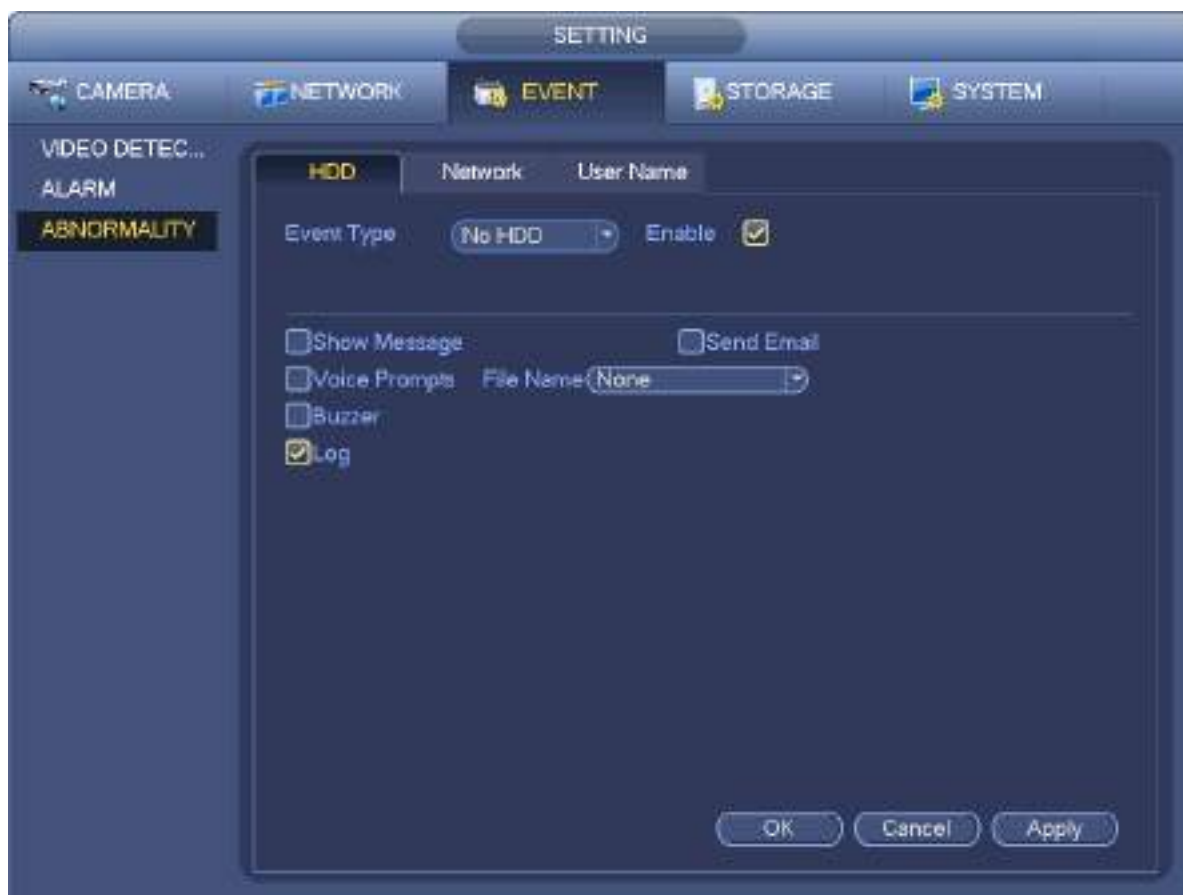 SETTING
CAMERA NETWORK EVENT STORAGE SYSTEM
VIDEO DETEC...
ALARM
ABNORMALITY
HDD Network User Name
Event Type No HDD Enable
Show Message Send Email
Voice Prompts File Name None
Buzzer
Log
OK Cancel Apply